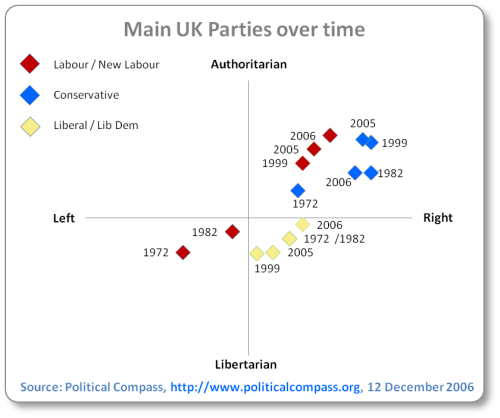 Main UK Parties over time
Labour / New Labour
Authoritarian
Conservative
Liberal / Lib Dem
2005
2006
1999
2005
1999
1982
2006
1972
Left
Right
2006
1982
1972 /1982
1972
2005
1999
Libertarian
Source: Political Compass, http://www.politicalcompass.org, 12 December 2006